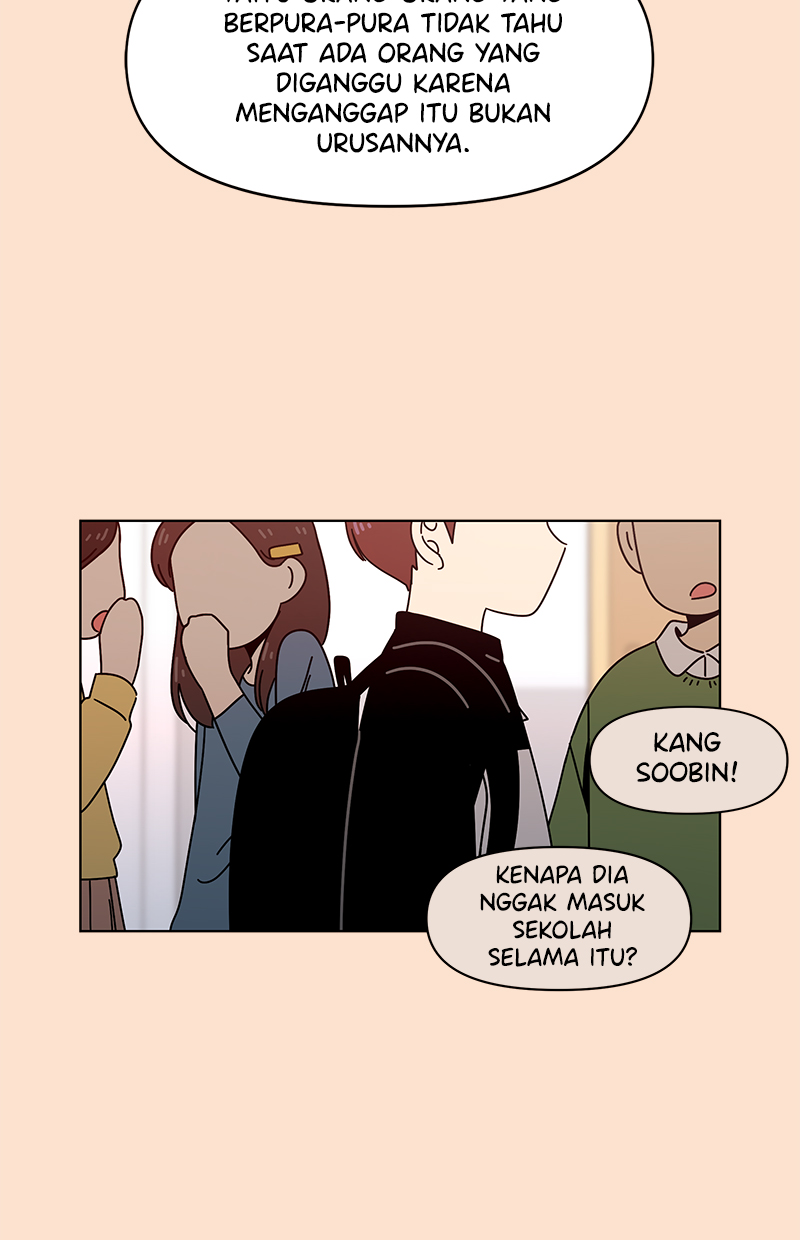 BERPURA-PURA TIDAK TAHU
SAAT ADA ORANG YANG
DIGANGGU KARENA
MENGANGGAP ITU BUKAN
URUSANNYA.
KANG
SOOBIN!
KENAPA DIA
NGGAK MASUK
SEKOLAH
SELAMA ITU?